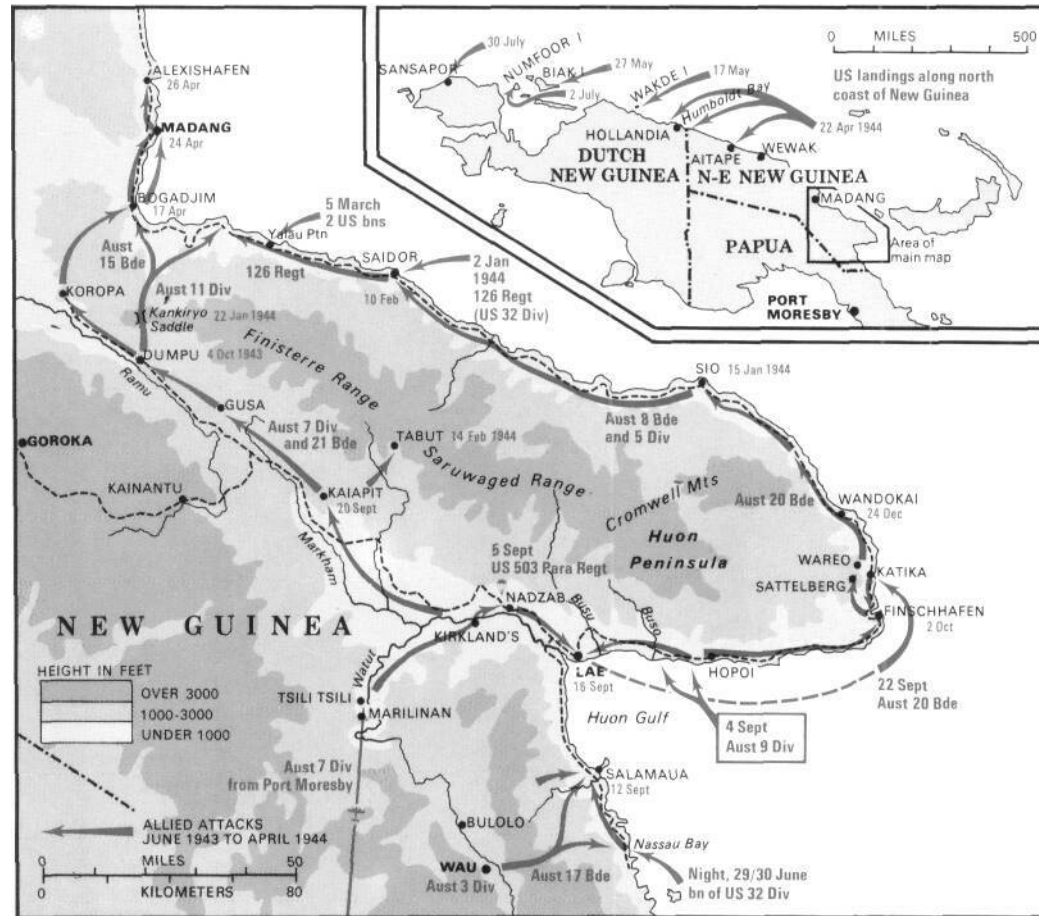 ALEXISHAFEN
26 Apr
MADANG
24 Apr
BOGADJIM
17 Apr
Aust
15 Bde
KOROPA
Aust 11 Div
Kankiryo
Saddle
22 Jan 1944
DUMPU 4 Oct 1943
Ramu
GUSA
GOROKA
KAINANTU
5 March
2 US bns
Yalau Ptn
126 Regt
SAIDOR
10 Feb
2 Jan
1944
126 Regt
(US 32 Div)
Finisterre Range
Aust 7 Div
and 21 Bde
TABUT 14 Feb 1944
KAIAPIT
20 Sept
Markham
Saruwaged Range
SIO 15 Jan 1944
Aust 8 Bde
and 5 Div
Cromwell Mts
Huon
Peninsula
Aust 20 Bde
WANDOKAI
24 Dec
WAREO
KATIKA
SATTELBERG
FINSCHHAFEN
2 Oct
5 Sept
US 503 Para Regt
NADZAB
KIRKLAND'S
Busu
Buso
LAE
16 Sept
HOPOI
22 Sept
Aust 20 Bde
4 Sept
Aust 9 Div
Huon Gulf
NEW GUINEA
Watut
TSILI TSILI
MARILINAN
Aust 7 Div
from Port Moresby
SALAMAUA
12 Sept
BULOLO
WAU
Aust 3 Div
Aust 17 Bde
Nassau Bay
Night, 29/30 June
bn of US 32 Div
HEIGHT IN FEET
OVER 3000
1000-3000
UNDER 1000
ALLIED ATTACKS
JUNE 1943 TO APRIL 1944
MILES
0 50
KILOMETERS
0 80
MILES
0 500
US landings along north
coast of New Guinea
30 July
SANSAPOR
NUMFOOR I
BIAK I
27 May
2 July
WAKDE I
17 May
Humboldt Bay
22 Apr 1944
HOLLANDIA
AITAPE
WEWAK
DUTCH
NEW GUINEA
N-E NEW GUINEA
MADANG
PAPUA
Area of
main map
PORT
MORESBY